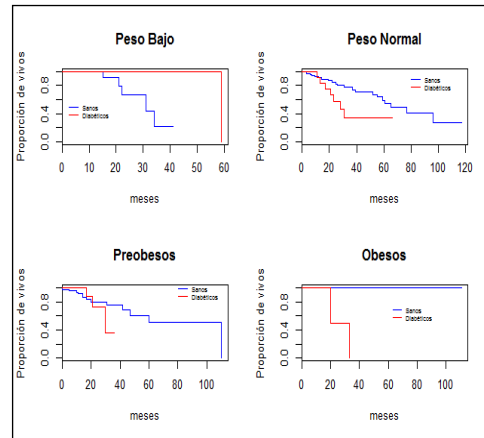 Peso Bajo
Proporción de vivos
0.0 0.4 0.8
Sanos
Diabéticos
0 10 20 30 40 50 60
meses
Peso Normal
Proporción de vivos
0.0 0.4 0.8
Sanos
Diabéticos
0 20 40 60 80 100 120
meses
Preobesos
Proporción de vivos
0.0 0.4 0.8
Sanos
Diabéticos
0 20 40 60 80 100
meses
Obesos
Proporción de vivos
0.0 0.4 0.8
Sanos
Diabéticos
0 20 40 60 80 100
meses